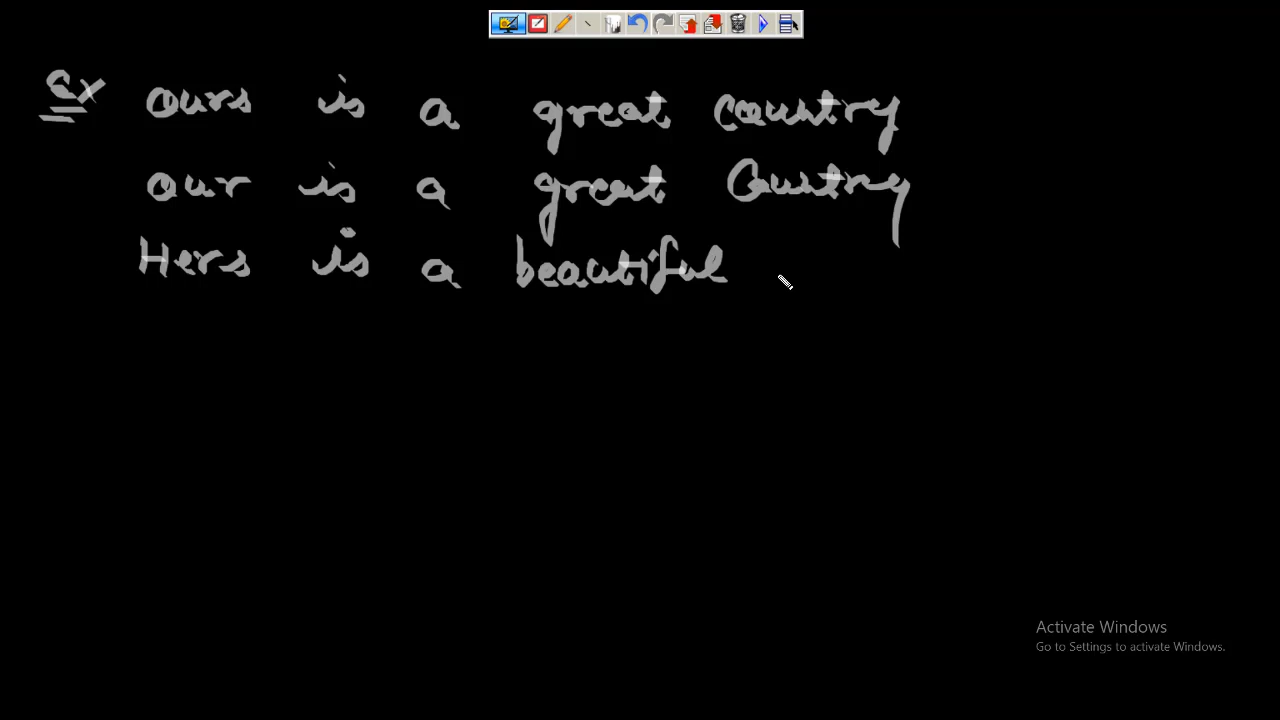 Ex Ours is a great country
Our is a great Country
Hers is a beautiful
Activate Windows
Go to Settings to activate Windows.